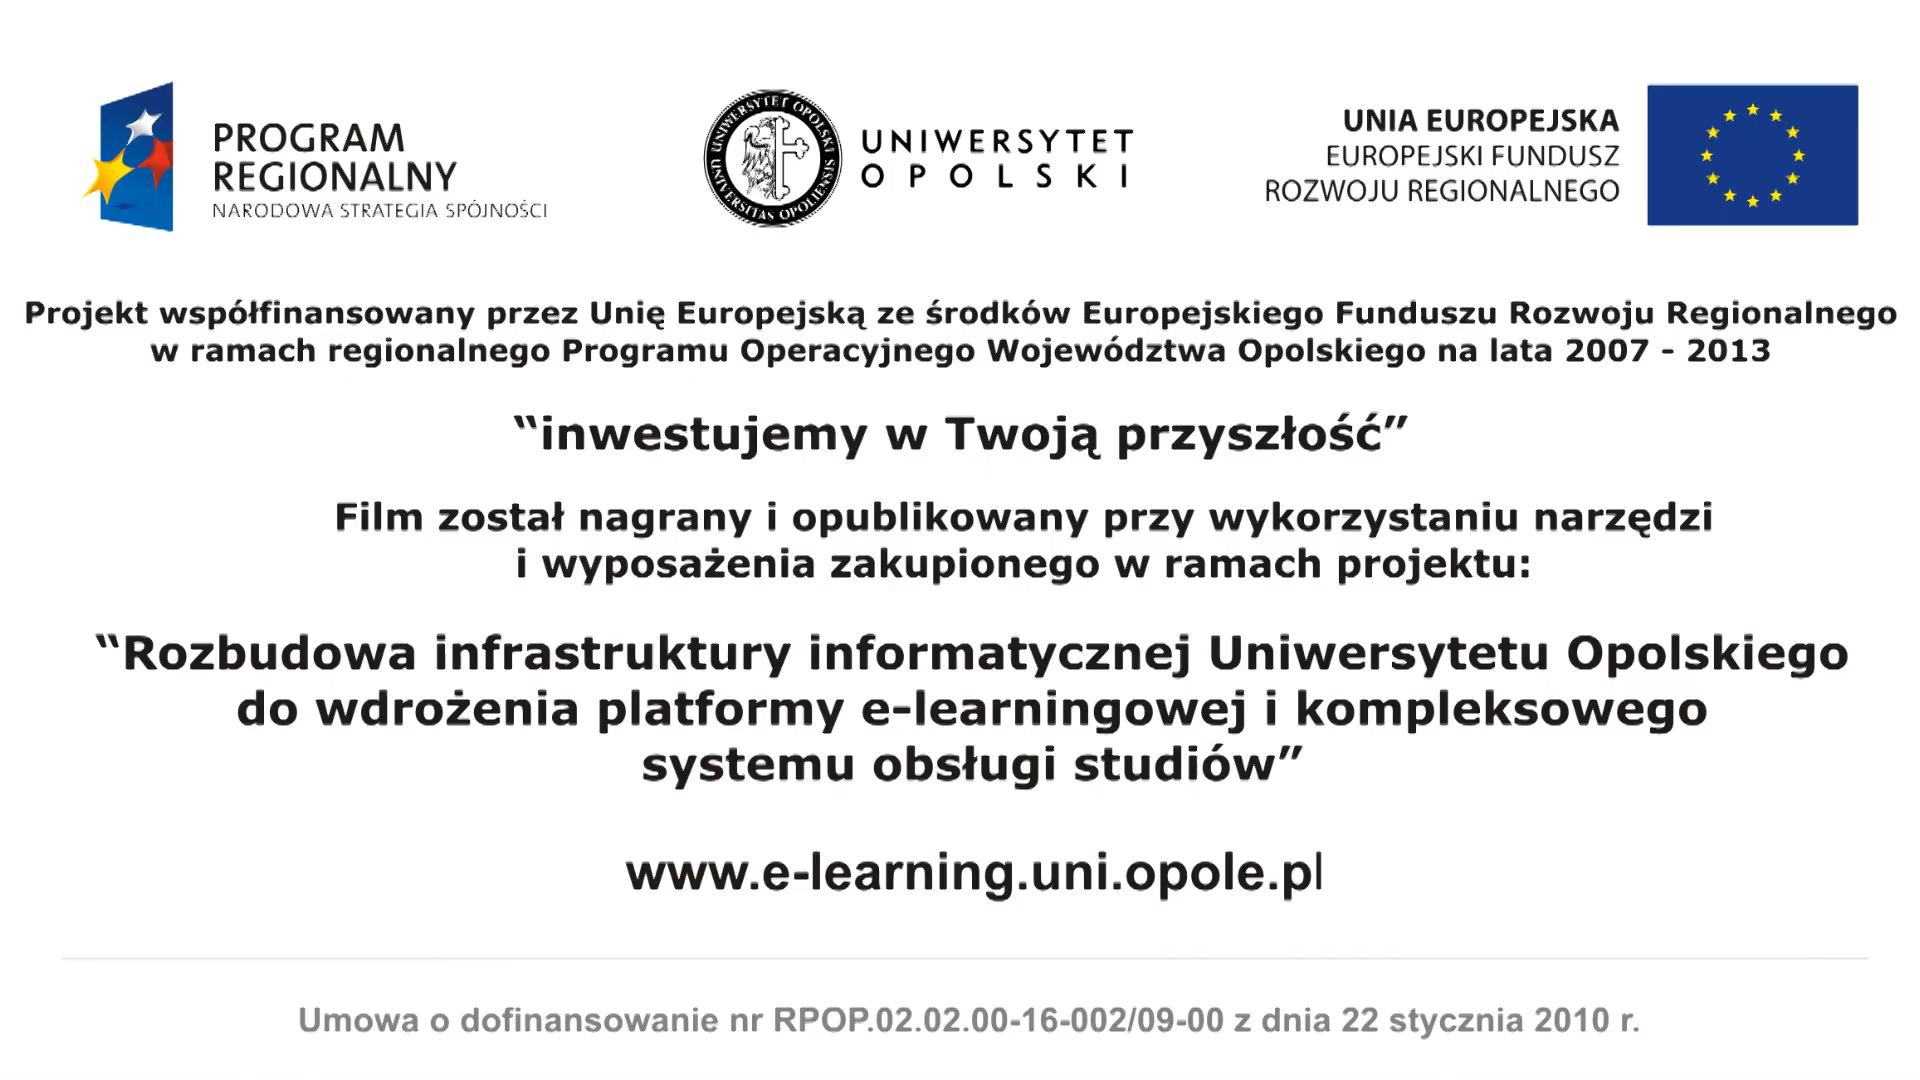 PROGRAM
REGIONALNY
NARODOWA STRATEGIA SPÓJNOŚCI
UNIWERSYTET OPOLSKI
UNIVERSITAS OPOLIENSIS
UNIWERSYTET
OPOLSKI
UNIA EUROPEJSKA
EUROPEJSKI FUNDUSZ
ROZWOJU REGIONALNEGO
Projekt współfinansowany przez Unię Europejską ze środków Europejskiego Funduszu Rozwoju Regionalnego
w ramach regionalnego Programu Operacyjnego Województwa Opolskiego na lata 2007 - 2013
“inwestujemy w Twoją przyszłość”
Film został nagrany i opublikowany przy wykorzystaniu narzędzi
i wyposażenia zakupionego w ramach projektu:
“Rozbudowa infrastruktury informatycznej Uniwersytetu Opolskiego
do wdrożenia platformy e-learningowej i kompleksowego
systemu obsługi studiów”
www.e-learning.uni.opole.pl
Umowa o dofinansowanie nr RPOP.02.02.00-16-002/09-00 z dnia 22 stycznia 2010 r.